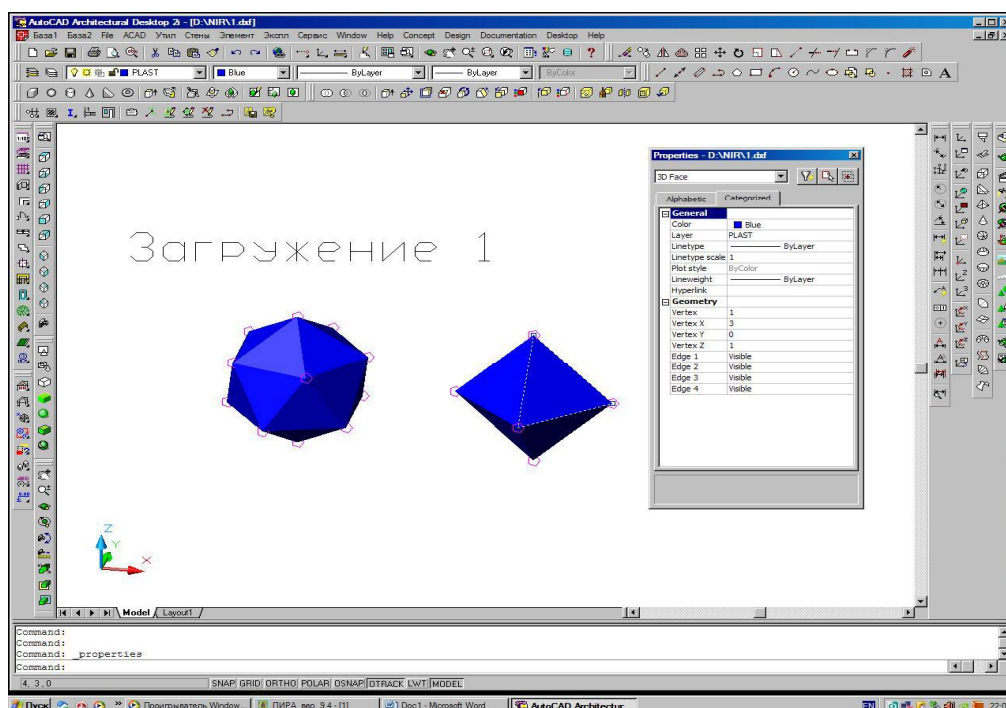 AutoCAD Architectural Desktop 2i - [D:\NIR\1.dxf]
База1 База2 File ACAD Утил Стены Элемент Экспл Сервис Window Help Concept Design Documentation Desktop Help
PLAST Blue ByLayer ByLayer ByColor
Загружение 1
Properties - D:\NIR\1.dxf
3D Face
Alphabetic Categorized
General
Color Blue
Layer PLAST
Linetype ByLayer
Linetype scale 1
Plot style ByColor
Lineweight ByLayer
Hyperlink
Geometry
Vertex 1
Vertex X 3
Vertex Y 0
Vertex Z 1
Edge 1 Visible
Edge 2 Visible
Edge 3 Visible
Edge 4 Visible
Z
Y
X
Model Layout1
Command:
Command:
Command: _properties
Command:
4, 3, 0 SNAP GRID ORTHO POLAR OSNAP OTRACK LWT MODEL
Пуск Проигрыватель Window ПИРА вер. 9.4 - [1] Doc1 - Microsoft Word AutoCAD Architectur EN